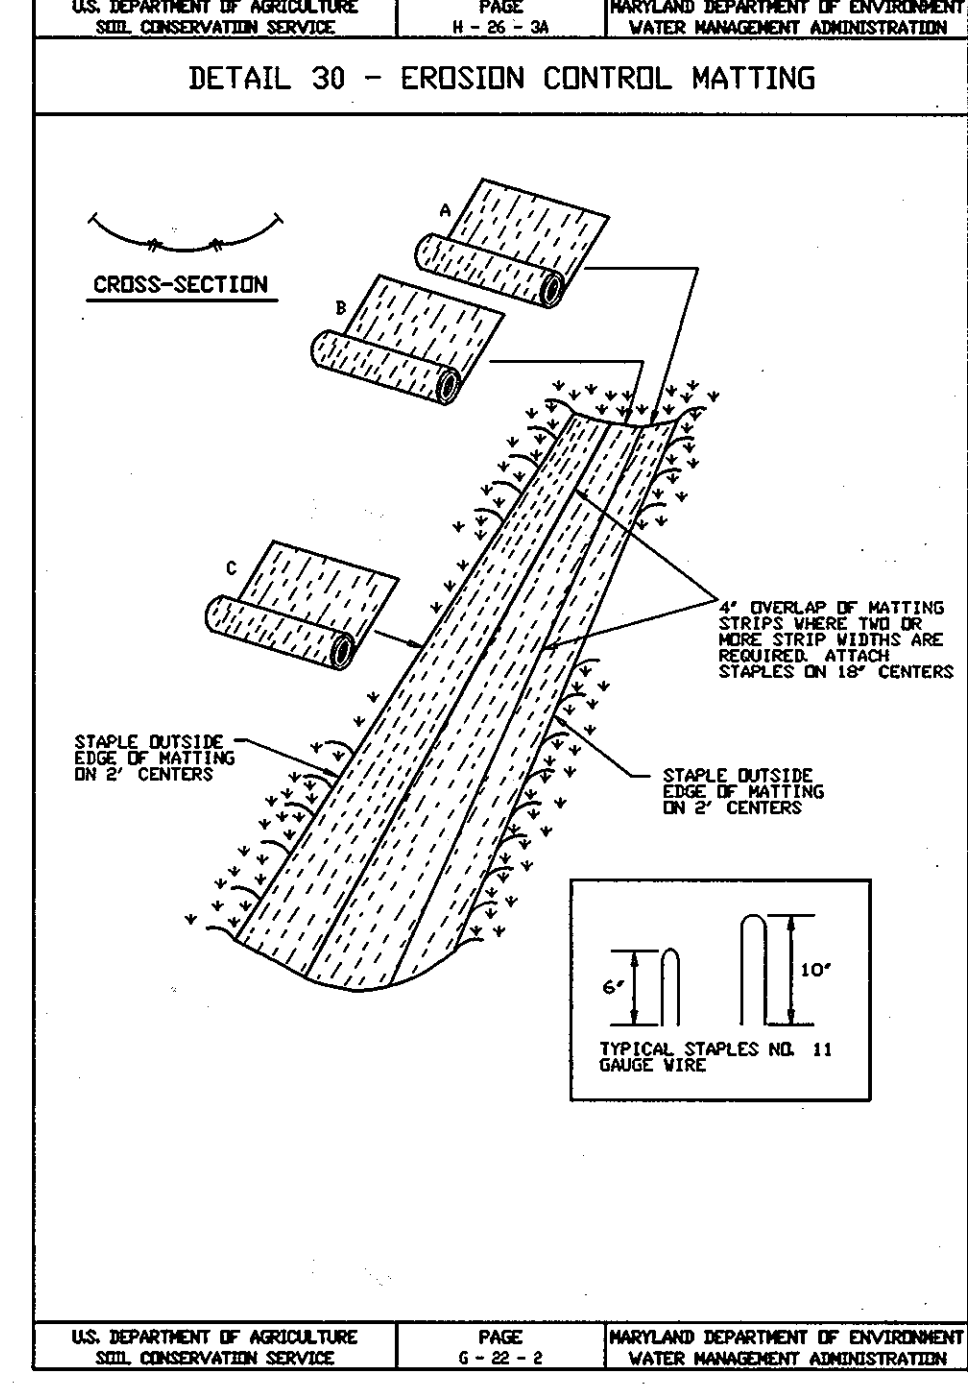 U.S. DEPARTMENT OF AGRICULTURE
SOIL CONSERVATION SERVICE
PAGE
H - 26 - 3A
MARYLAND DEPARTMENT OF ENVIRONMENT
WATER MANAGEMENT ADMINISTRATION
DETAIL 30 - EROSION CONTROL MATTING
A
CROSS-SECTION
B
C
4" OVERLAP OF MATTING
STRIPS WHERE TWO OR
MORE STRIP WIDTHS ARE
REQUIRED. ATTACH
STAPLES ON 18" CENTERS
STAPLE OUTSIDE
EDGE OF MATTING
ON 2' CENTERS
STAPLE OUTSIDE
EDGE OF MATTING
ON 2' CENTERS
6"
10"
TYPICAL STAPLES NO. 11
GAUGE WIRE
U.S. DEPARTMENT OF AGRICULTURE
SOIL CONSERVATION SERVICE
PAGE
G - 22 - 2
MARYLAND DEPARTMENT OF ENVIRONMENT
WATER MANAGEMENT ADMINISTRATION